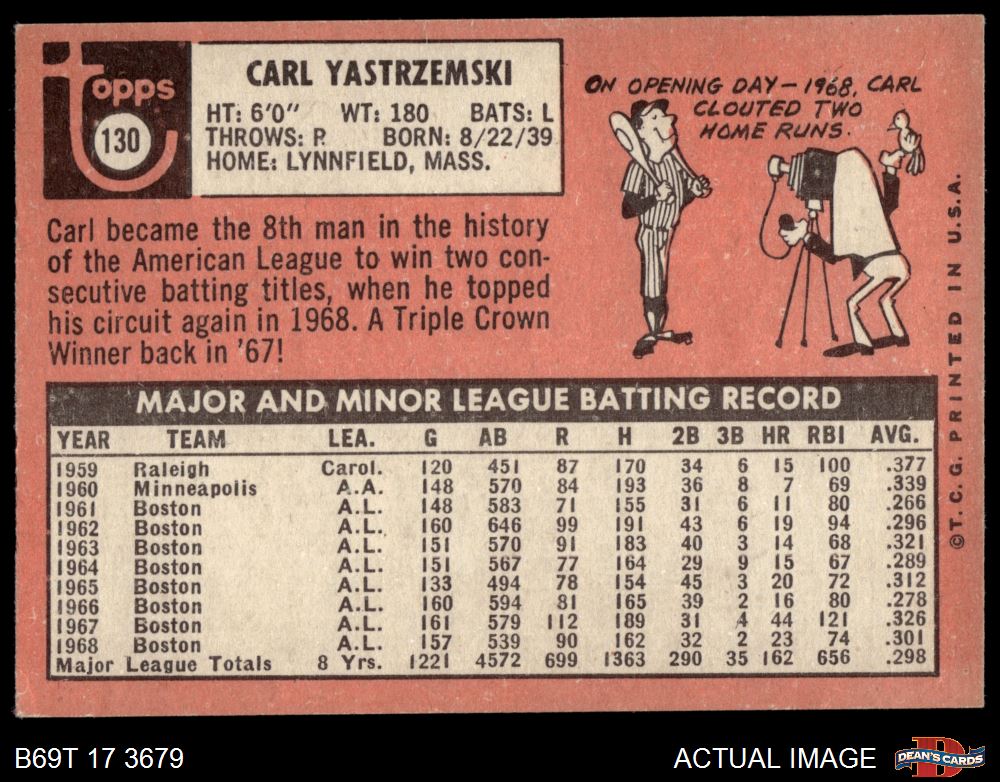 Topps
130
CARL YASTRZEMSKI
HT: 6'0" WT: 180 BATS: L
THROWS: R BORN: 8/22/39
HOME: LYNNFIELD, MASS.
ON OPENING DAY—1968, CARL
CLOUTED TWO
HOME RUNS.
Carl became the 8th man in the history
of the American League to win two con-
secutive batting titles, when he topped
his circuit again in 1968. A Triple Crown
Winner back in '67!
MAJOR AND MINOR LEAGUE BATTING RECORD
YEAR TEAM LEA. G AB R H 2B 3B HR RBI AVG.
1959 Raleigh Carol. 120 451 87 170 34 6 15 100 .377
1960 Minneapolis A.A. 148 570 84 193 36 8 7 69 .339
1961 Boston A.L. 148 583 71 155 31 6 11 80 .266
1962 Boston A.L. 160 646 99 191 43 6 19 94 .296
1963 Boston A.L. 151 570 91 183 40 3 14 68 .321
1964 Boston A.L. 151 567 77 164 29 9 15 67 .289
1965 Boston A.L. 133 494 78 154 45 3 20 72 .312
1966 Boston A.L. 160 594 81 165 39 2 16 80 .278
1967 Boston A.L. 161 579 112 189 31 4 44 121 .326
1968 Boston A.L. 157 539 90 162 32 2 23 74 .301
Major League Totals 8 Yrs. 1221 4572 699 1363 290 35 162 656 .298
©T. C. G. PRINTED IN U.S.A.
B69T 17 3679
ACTUAL IMAGE
D
DEAN'S CARDS